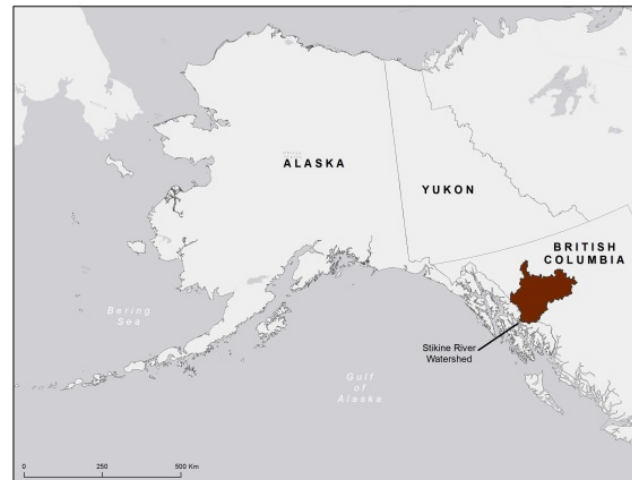 ALASKA
YUKON
BRITISH
COLUMBIA
Bering
Sea
Stikine River
Watershed
Gulf
of
Alaska
0 250 500 Km